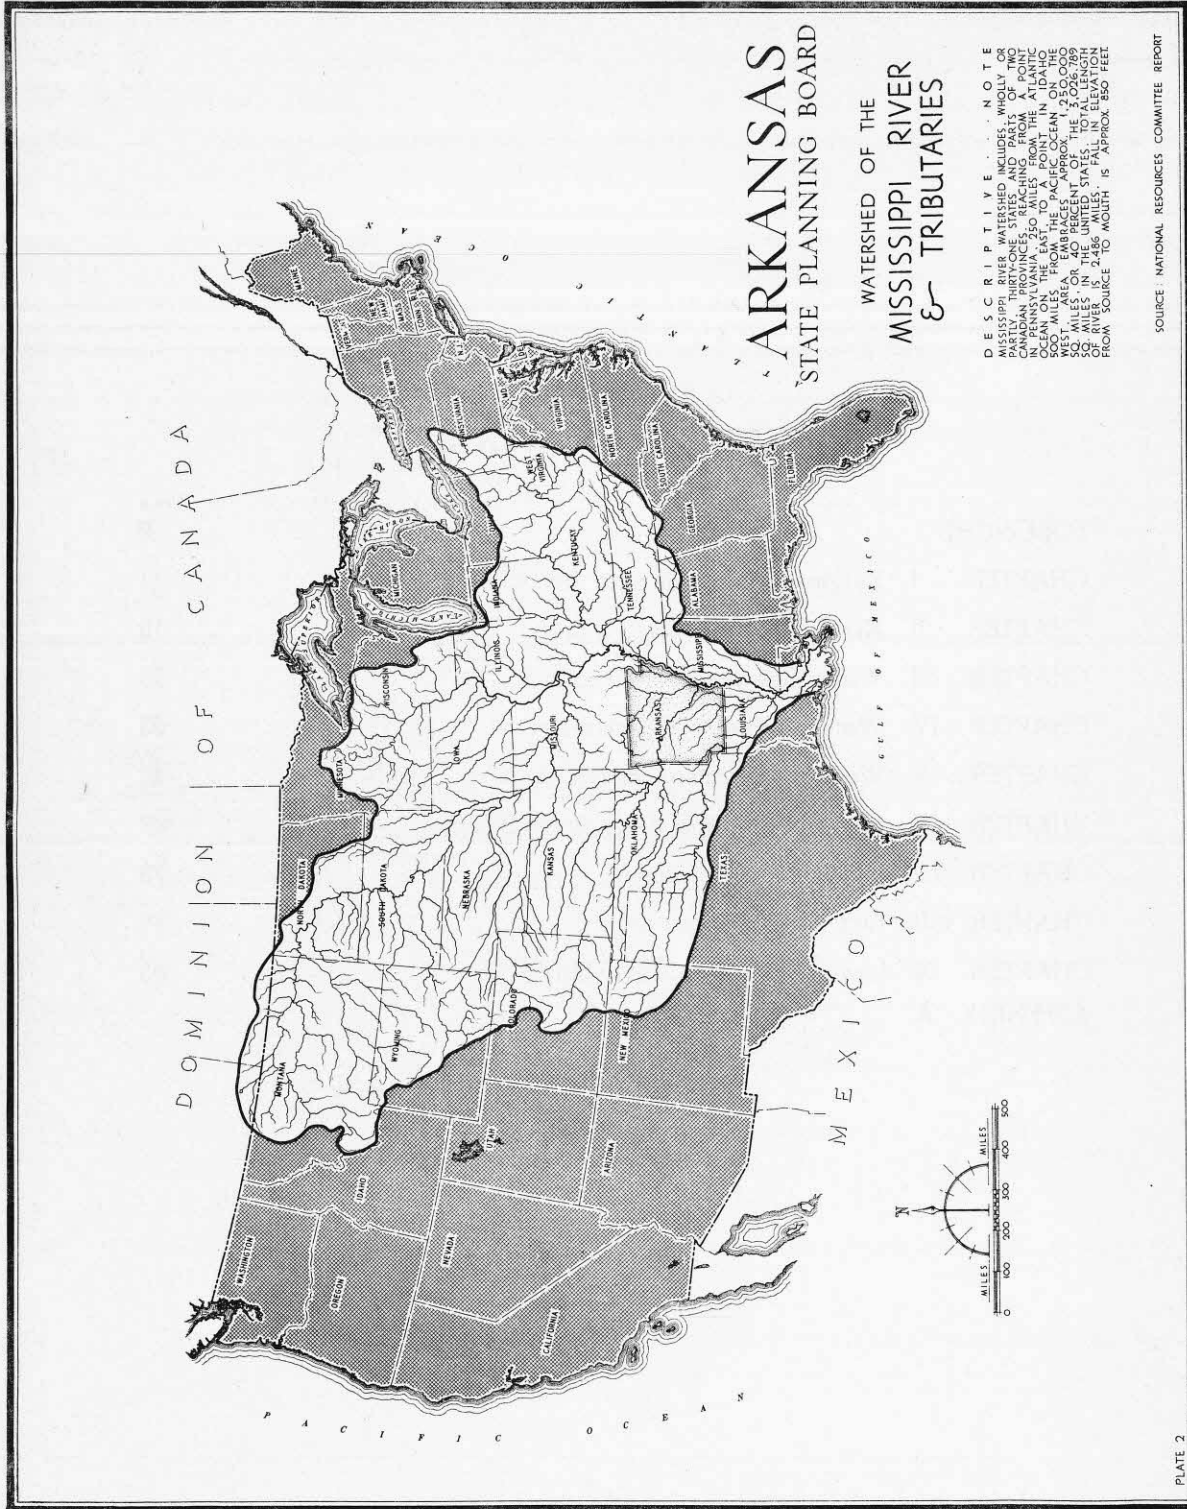 ARKANSAS
STATE PLANNING BOARD
WATERSHED OF THE
MISSISSIPPI RIVER
& TRIBUTARIES
DESCRIPTIVE . . . NOTE
MISSISSIPPI RIVER WATERSHED INCLUDES, WHOLLY OR
PARTLY, THIRTY-ONE STATES AND PARTS OF TWO
CANADIAN PROVINCES, REACHING FROM A POINT
IN PENNSYLVANIA, 250 MILES FROM THE ATLANTIC
OCEAN ON THE EAST, TO A POINT IN IDAHO
500 MILES FROM THE PACIFIC OCEAN ON THE
WEST. AREA EMBRACES APPROX. 1,250,000
SQ. MILES OR 40 PERCENT OF THE 3,026,789
SQ. MILES IN THE UNITED STATES. TOTAL LENGTH
OF RIVER IS 2,486 MILES. FALL IN ELEVATION
FROM SOURCE TO MOUTH IS APPROX. 850 FEET.
SOURCE: NATIONAL RESOURCES COMMITTEE REPORT
DOMINION OF CANADA
MEXICO
GULF OF MEXICO
ATLANTIC OCEAN
PACIFIC OCEAN
WASHINGTON
OREGON
CALIFORNIA
NEVADA
IDAHO
UTAH
ARIZONA
MONTANA
WYOMING
COLORADO
NEW MEXICO
NORTH DAKOTA
SOUTH DAKOTA
NEBRASKA
KANSAS
OKLAHOMA
TEXAS
MINNESOTA
IOWA
MISSOURI
ARKANSAS
LOUISIANA
WISCONSIN
ILLINOIS
MISSISSIPPI
MICHIGAN
INDIANA
KENTUCKY
TENNESSEE
ALABAMA
OHIO
WEST
VIRGINIA
GEORGIA
FLORIDA
SOUTH CAROLINA
NORTH CAROLINA
VIRGINIA
PENNSYLVANIA
NEW YORK
N.J.
DEL
MASS
NEW
HAMP
MAINE
LAKE SUPERIOR
LAKE MICHIGAN
HURON
N
MILES
MILES
0 100 200 300 400 500
PLATE 2